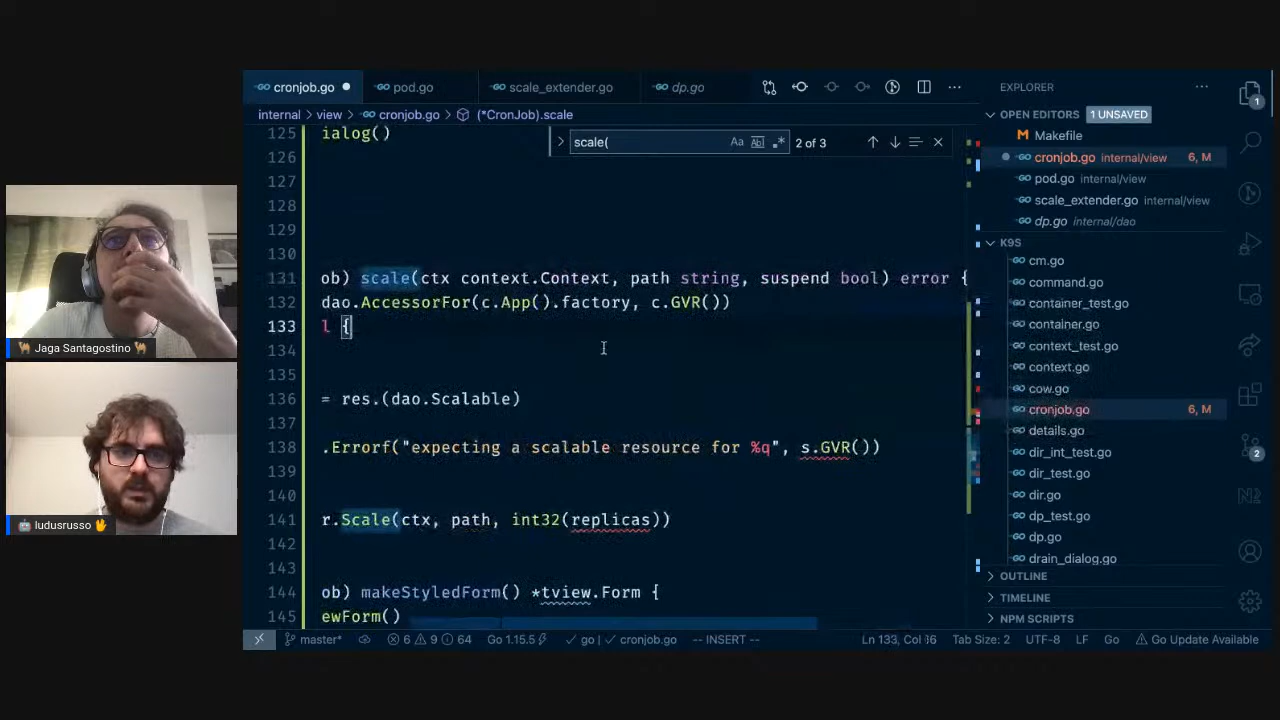 Jaga Santagostino
ludusrusso
cronjob.go
pod.go
scale_extender.go
dp.go
internal > view > cronjob.go > (*CronJob).scale
scale(
2 of 3
125 ialog()
126
127
128
129
130
131 ob) scale(ctx context.Context, path string, suspend bool) error {
132 dao.AccessorFor(c.App().factory, c.GVR())
133 l {
134
135
136 = res.(dao.Scalable)
137
138 .Errorf("expecting a scalable resource for %q", s.GVR())
139
140
141 r.Scale(ctx, path, int32(replicas))
142
143
144 ob) makeStyledForm() *tview.Form {
145 ewForm()
EXPLORER
OPEN EDITORS 1 UNSAVED
Makefile
cronjob.go internal/view 6, M
pod.go internal/view
scale_extender.go internal/view
dp.go internal/dao
K9S
cm.go
command.go
container_test.go
container.go
context_test.go
context.go
cow.go
cronjob.go 6, M
details.go
dir_int_test.go
dir_test.go
dir.go
dp_test.go
dp.go
drain_dialog.go
OUTLINE
TIMELINE
NPM SCRIPTS
1
2
master* 6 9 64 Go 1.15.5 go | cronjob.go -- INSERT -- Ln 133, Col 16 Tab Size: 2 UTF-8 LF Go Go Update Available